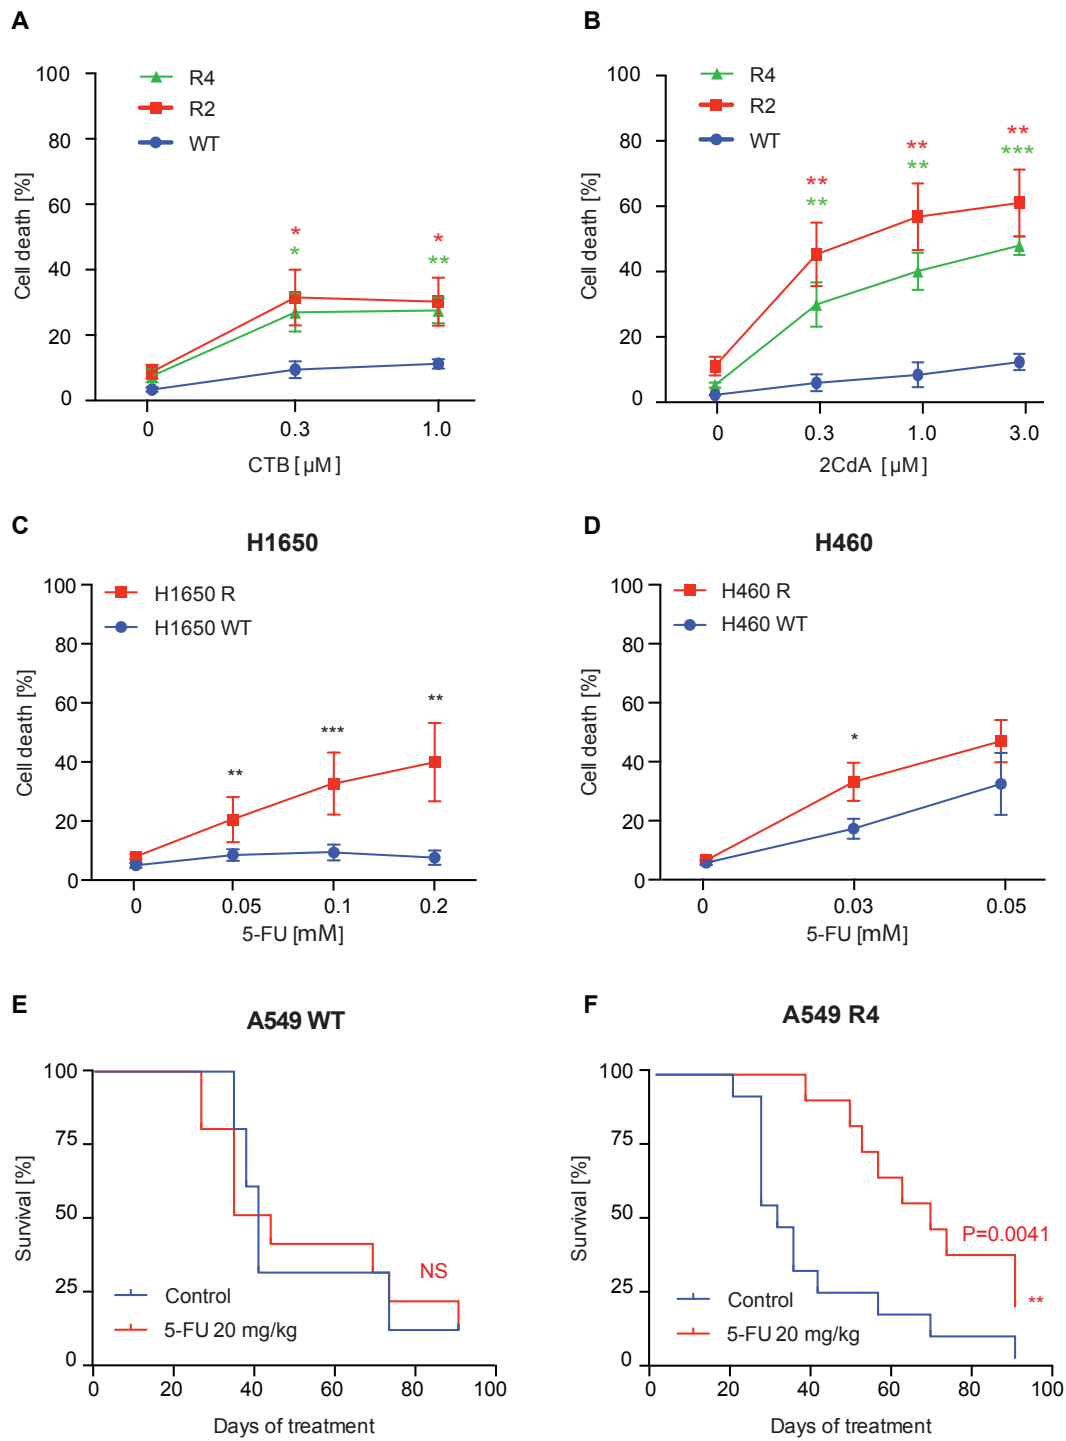 A
R4
R2
WT
100
80
60
40
20
0
Cell death [%]
*
*
*
**
0
0.3
1.0
CTB [µM]
B
R4
R2
WT
100
80
60
40
20
0
Cell death [%]
**
**
**
**
**
***
0
0.3
1.0
3.0
2CdA [µM]
C
H1650
H1650 R
H1650 WT
100
80
60
40
20
0
Cell death [%]
**
***
**
0
0.05
0.1
0.2
5-FU [mM]
D
H460
H460 R
H460 WT
100
80
60
40
20
0
Cell death [%]
*
0
0.03
0.05
5-FU [mM]
E
A549 WT
100
75
50
25
0
Survival [%]
NS
Control
5-FU 20 mg/kg
0
20
40
60
80
100
Days of treatment
F
A549 R4
100
75
50
25
0
Survival [%]
P=0.0041
**
Control
5-FU 20 mg/kg
0
20
40
60
80
100
Days of treatment